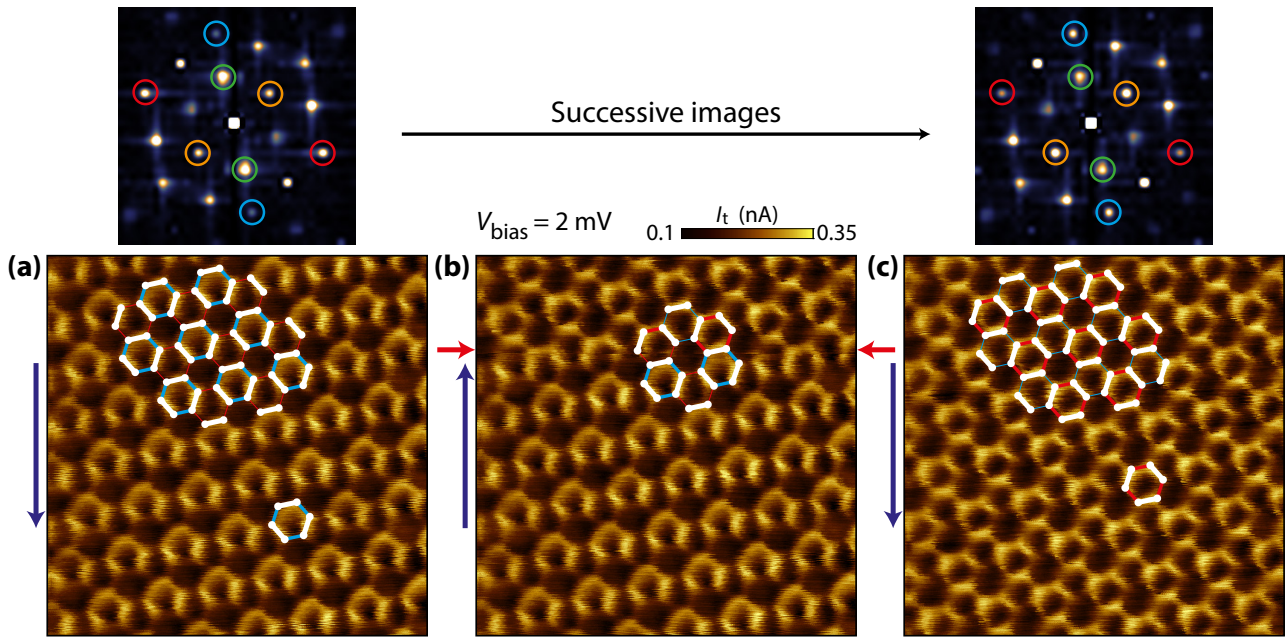 Successive images
V_bias = 2 mV
I_t (nA)
0.1 0.35
(a)
(b)
(c)